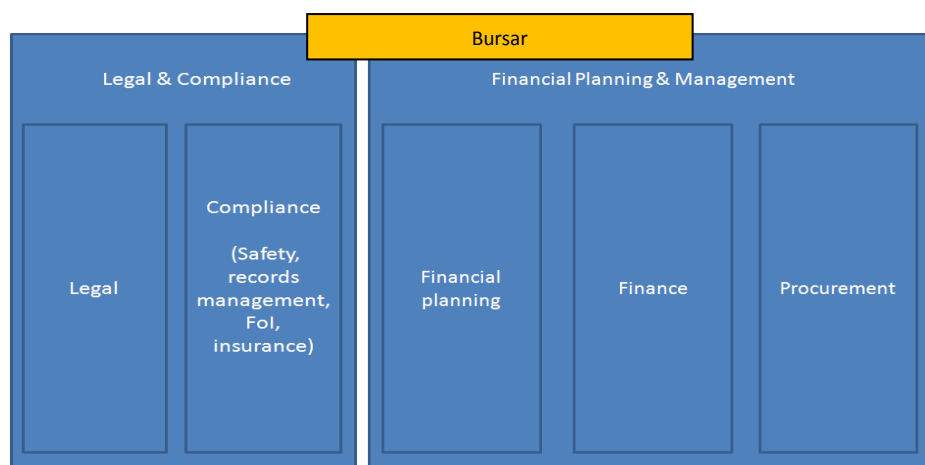 Bursar
Legal & Compliance
Financial Planning & Management
Legal
Compliance
(Safety,
records
management,
FoI,
insurance)
Financial
planning
Finance
Procurement